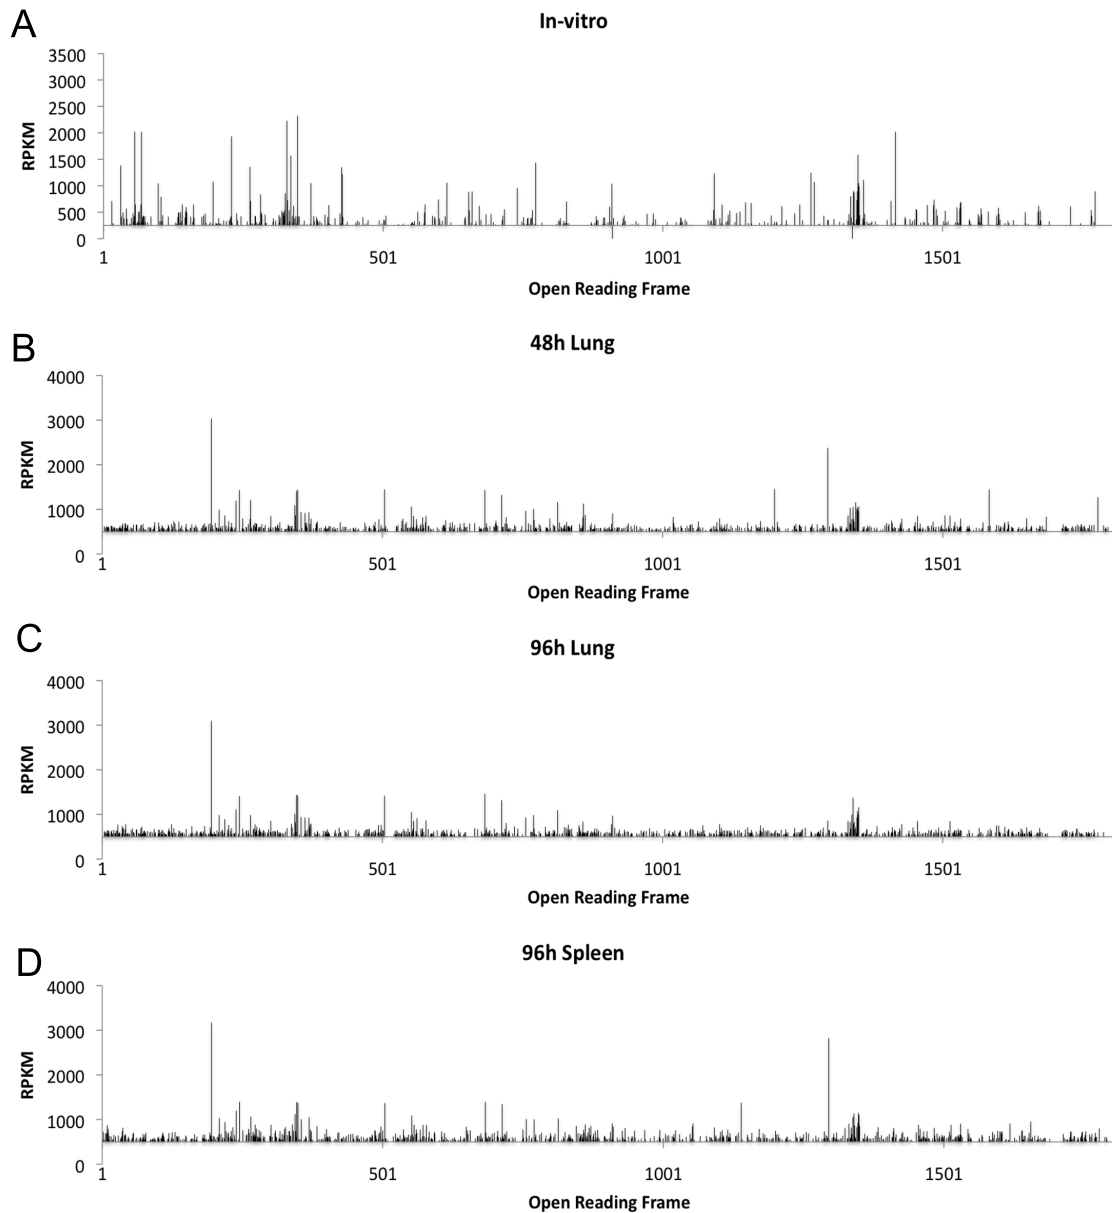 A
In-vitro
3500
3000
2500
2000
1500
1000
500
0
RPKM
1 501 1001 1501
Open Reading Frame
B
48h Lung
4000
3000
2000
1000
0
RPKM
1 501 1001 1501
Open Reading Frame
C
96h Lung
4000
3000
2000
1000
0
RPKM
1 501 1001 1501
Open Reading Frame
D
96h Spleen
4000
3000
2000
1000
0
RPKM
1 501 1001 1501
Open Reading Frame